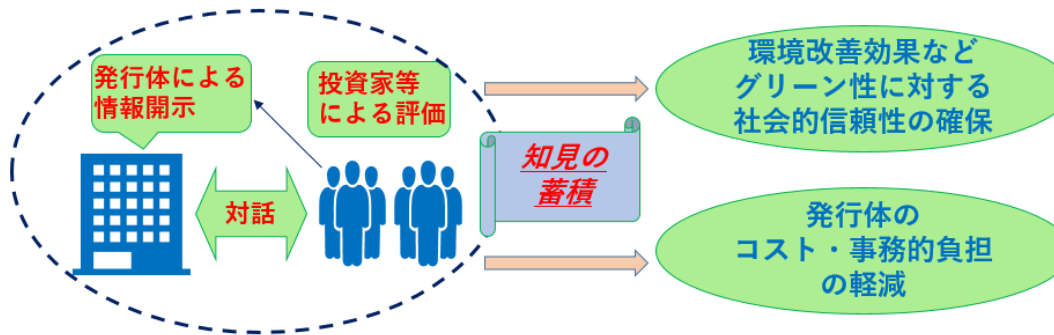 発行体による
情報開示
投資家等
による評価
対話
知見の
蓄積
環境改善効果など
グリーン性に対する
社会的信頼性の確保
発行体の
コスト・事務的負担
の軽減